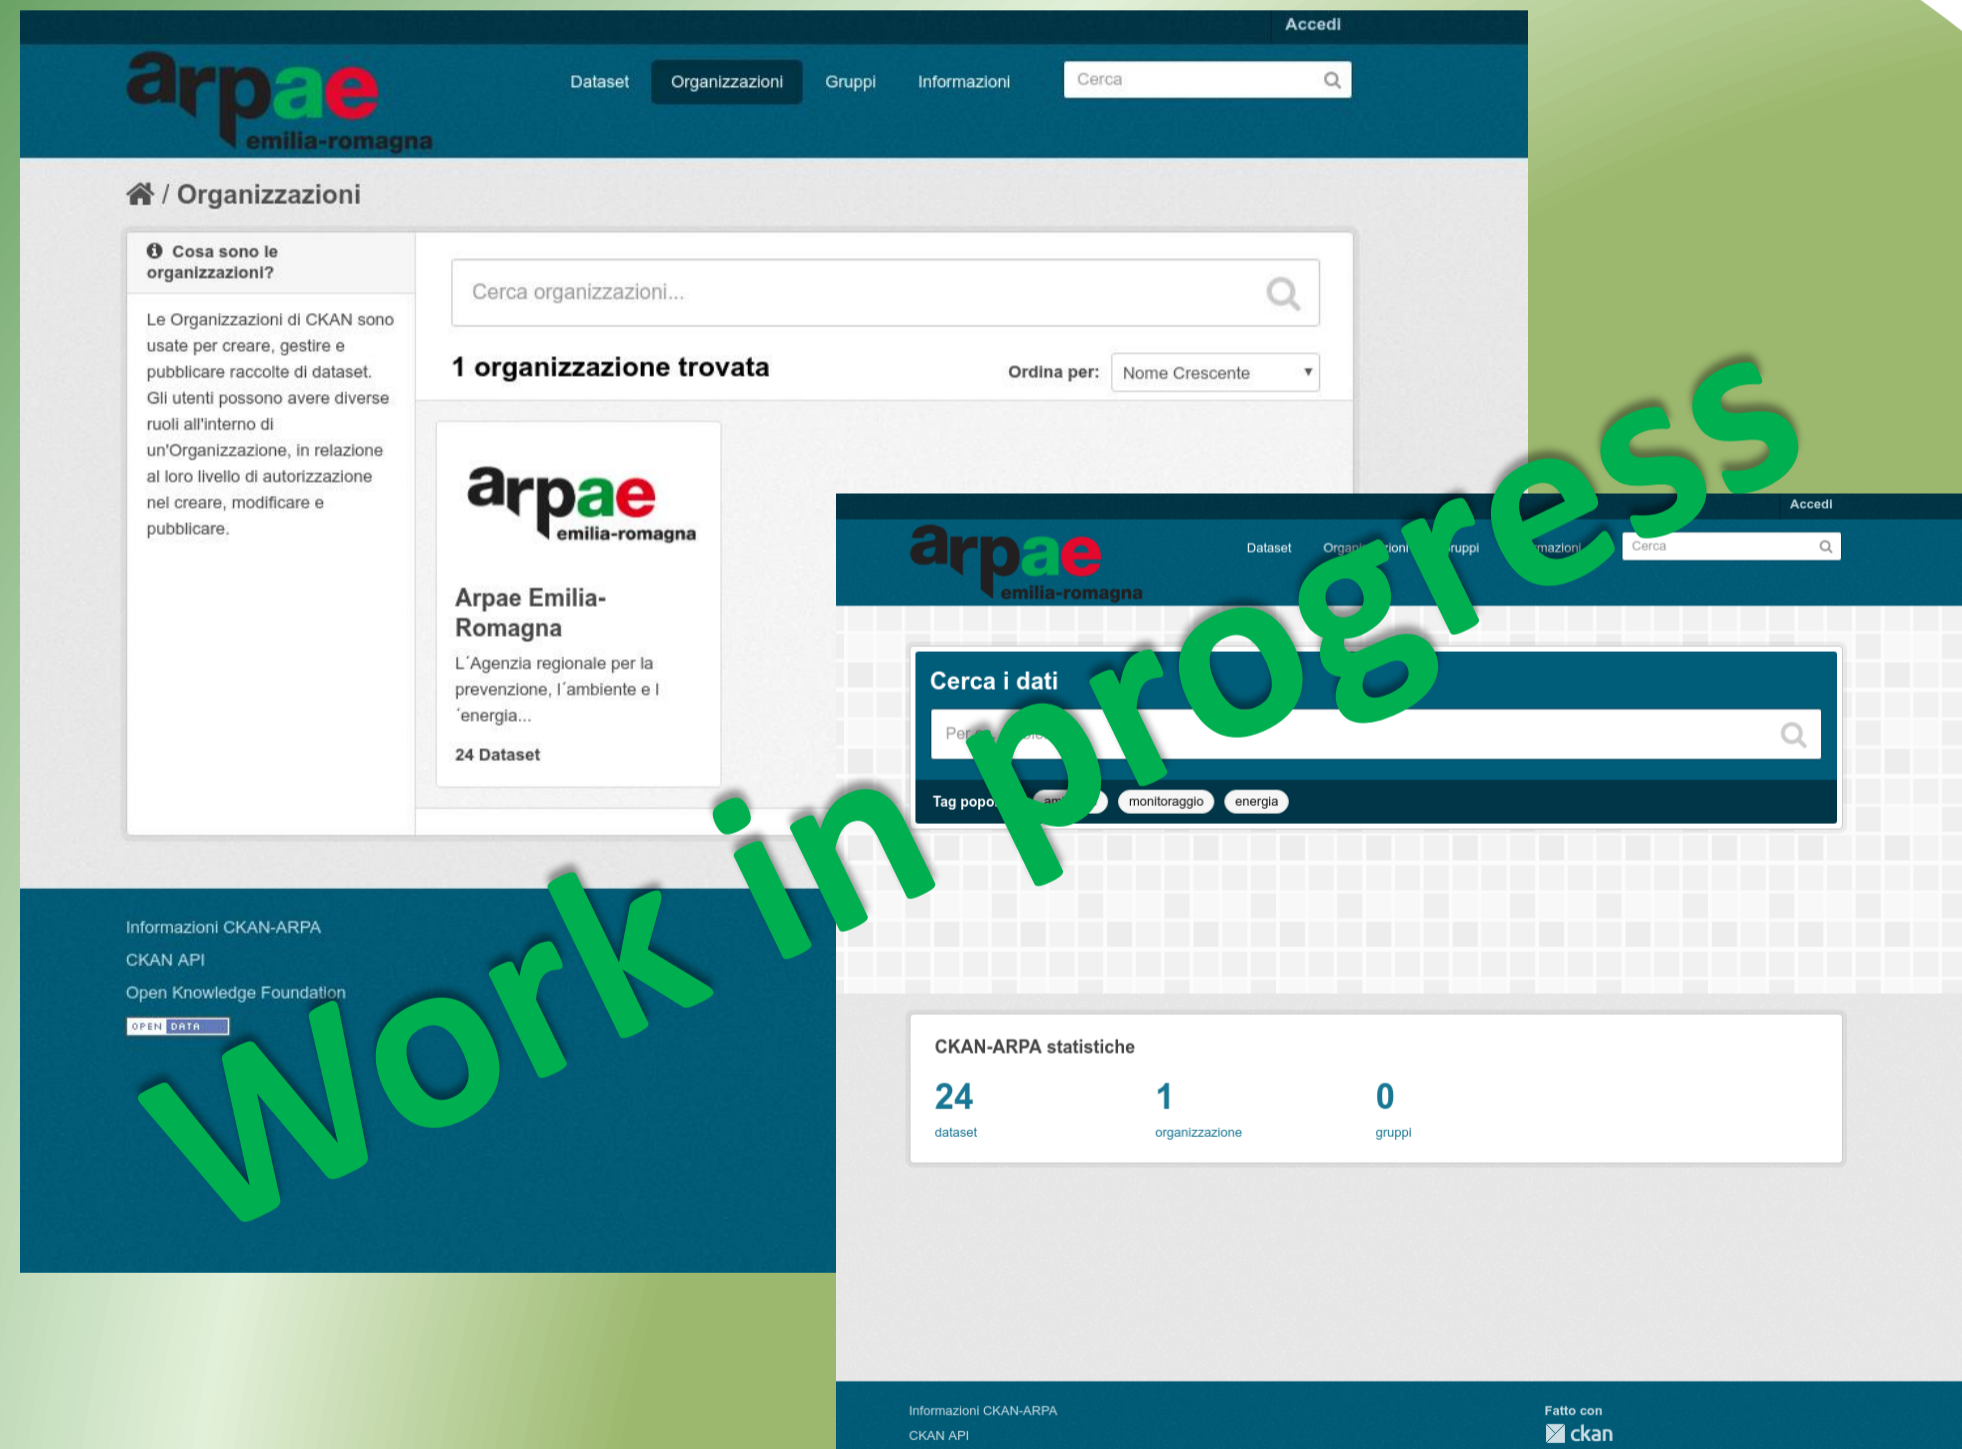 Accedi
arpae
emilia-romagna
Dataset Organizzazioni Gruppi Informazioni Cerca
/ Organizzazioni
Cosa sono le
organizzazioni?
Le Organizzazioni di CKAN sono
usate per creare, gestire e
pubblicare raccolte di dataset.
Gli utenti possono avere diverse
ruoli all'interno di
un'Organizzazione, in relazione
al loro livello di autorizzazione
nel creare, modificare e
pubblicare.
Cerca organizzazioni...
1 organizzazione trovata
Ordina per: Nome Crescente
arpae
emilia-romagna
Arpae Emilia-
Romagna
L´Agenzia regionale per la
prevenzione, l´ambiente e l
´energia...
24 Dataset
Informazioni CKAN-ARPA
CKAN API
Open Knowledge Foundation
OPEN DATA
Work in progress
Accedi
arpae
emilia-romagna
Dataset Cerca
Cerca i dati
Tag monitoraggio energia
CKAN-ARPA statistiche
24 1 0
dataset organizzazione gruppi
Informazioni CKAN-ARPA
CKAN API
Fatto con
ckan